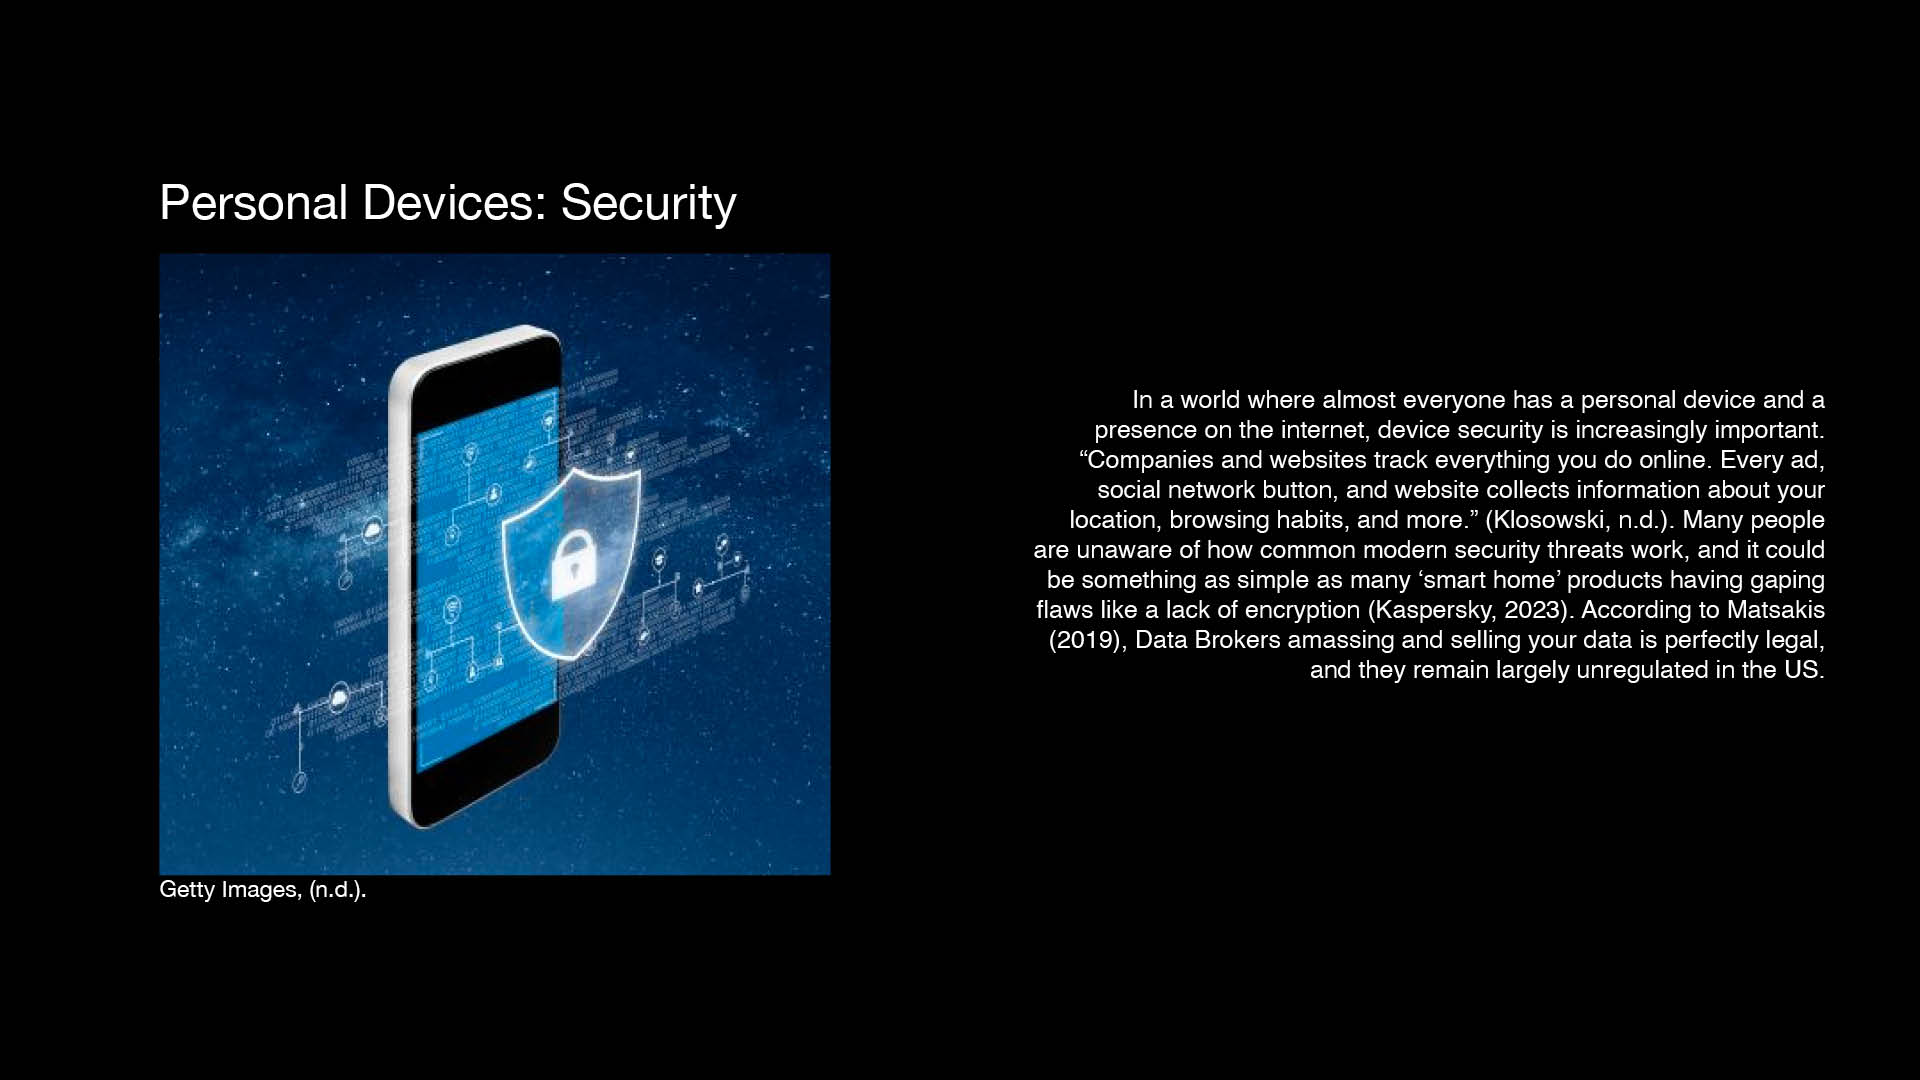 Personal Devices: Security
In a world where almost everyone has a personal device and a
presence on the internet, device security is increasingly important.
“Companies and websites track everything you do online. Every ad,
social network button, and website collects information about your
location, browsing habits, and more.” (Klosowski, n.d.). Many people
are unaware of how common modern security threats work, and it could
be something as simple as many ‘smart home’ products having gaping
flaws like a lack of encryption (Kaspersky, 2023). According to Matsakis
(2019), Data Brokers amassing and selling your data is perfectly legal,
and they remain largely unregulated in the US.
Getty Images, (n.d.).